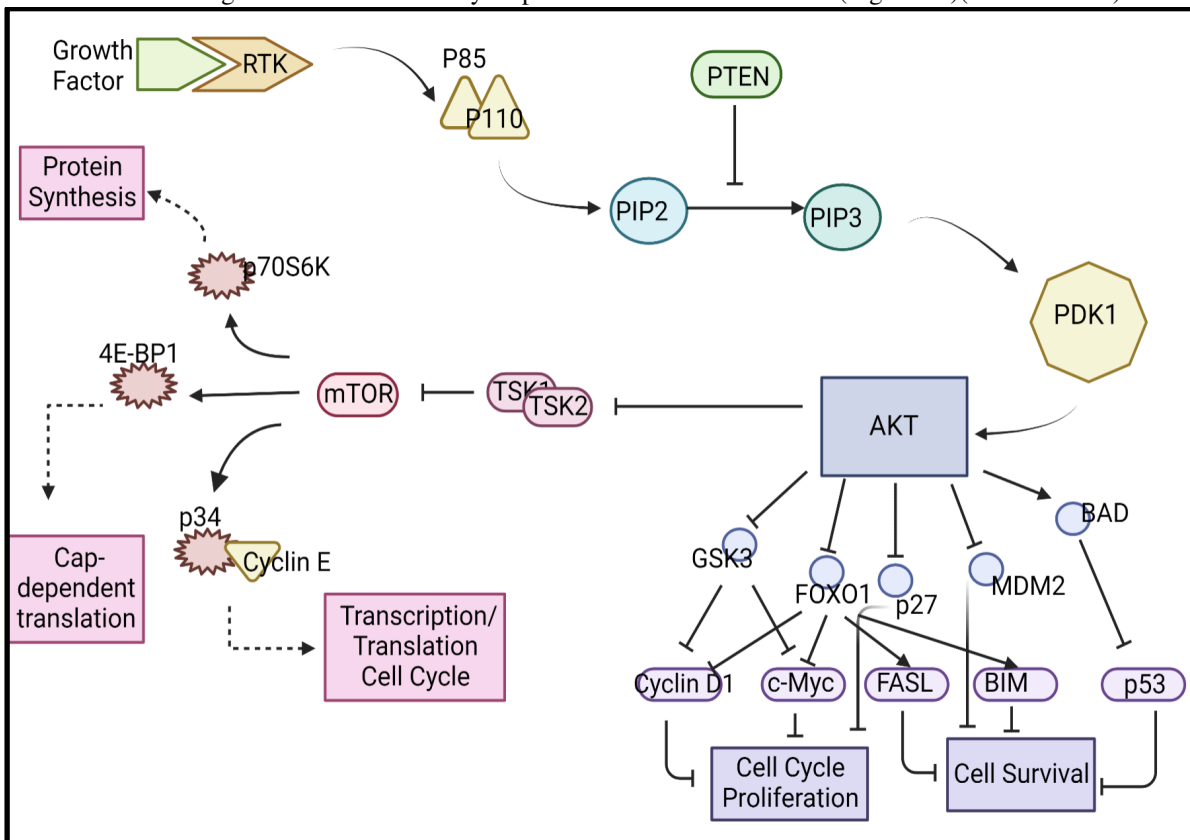 Growth
Factor
RTK
P85
P110
PTEN
PIP2
PIP3
PDK1
Protein
Synthesis
p70S6K
4E-BP1
mTOR
TSK1
TSK2
AKT
p34
Cyclin E
Cap-
dependent
translation
Transcription/
Translation
Cell Cycle
GSK3
FOXO1
p27
MDM2
BAD
Cyclin D1
c-Myc
FASL
BIM
p53
Cell Cycle
Proliferation
Cell Survival